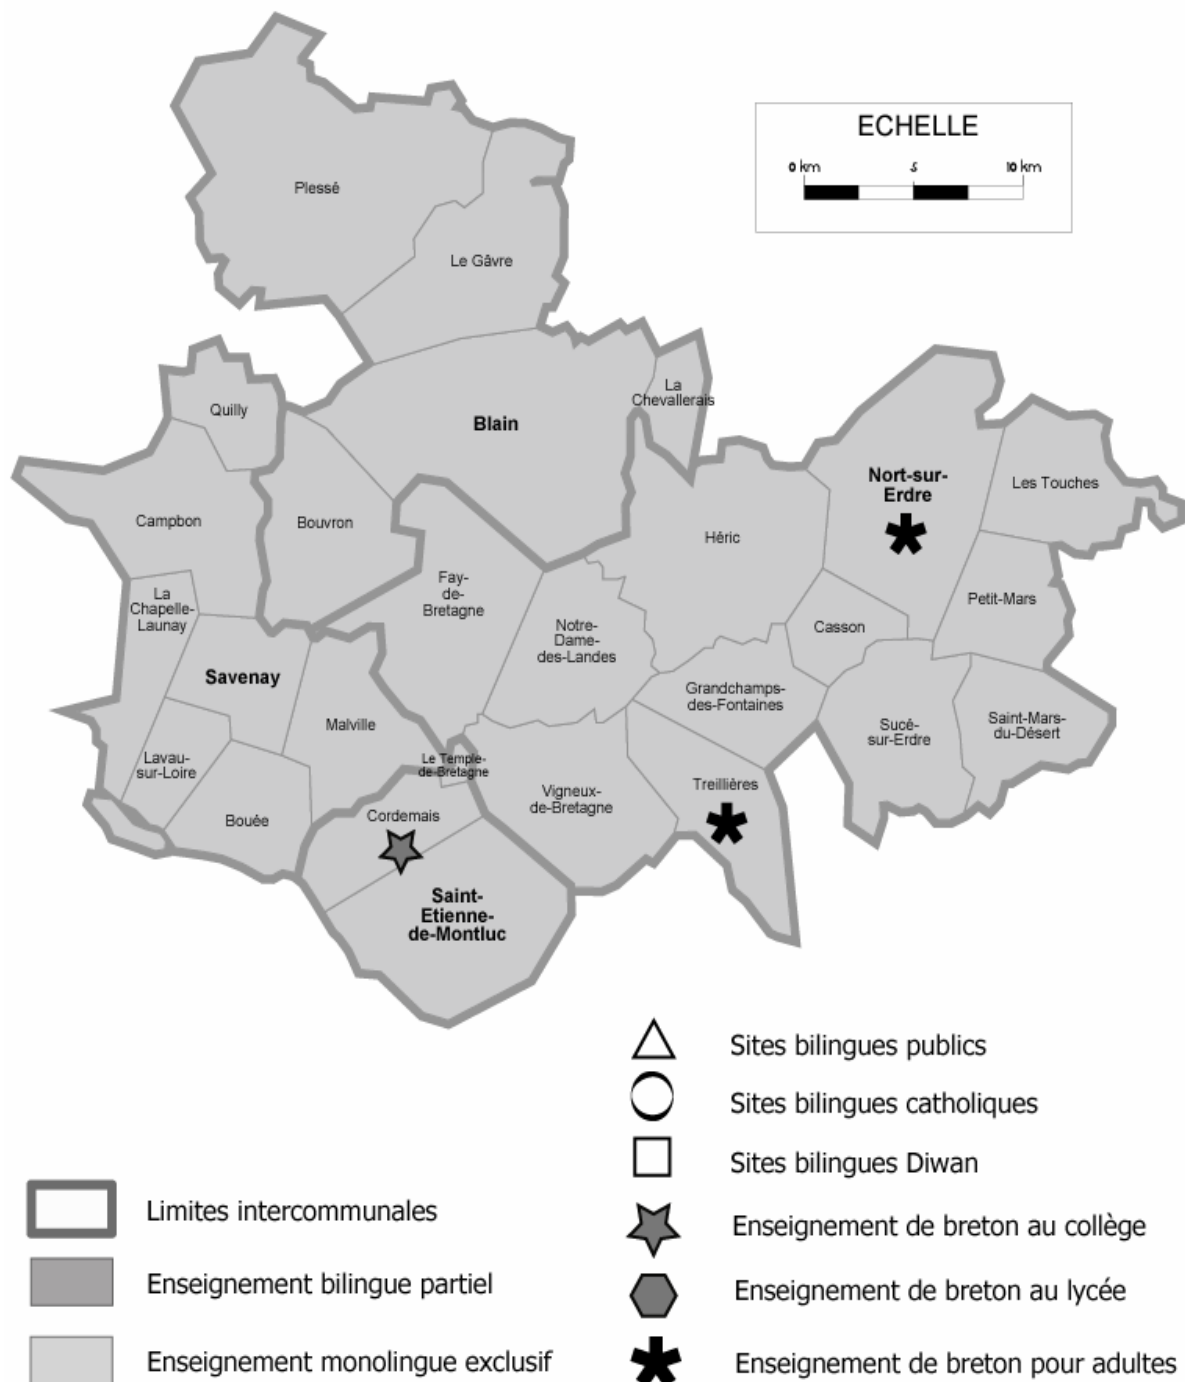 ECHELLE
0 km
5
10 km
Plessé
Le Gâvre
La
Chevallerais
Quilly
Blain
Nort-sur-
Erdre
Les Touches
Campbon
Bouvron
Héric
Fay-
de-
Bretagne
La
Chapelle-
Launay
Petit-Mars
Notre-
Dame-
des-Landes
Casson
Savenay
Grandchamps-
des-Fontaines
Malville
Sucé-
sur-Erdre
Saint-Mars-
du-Désert
Lavau-
sur-Loire
Le Temple-
de-Bretagne
Treillières
Vigneux-
de-Bretagne
Bouée
Cordemais
Saint-
Etienne-
de-Montluc
Sites bilingues publics
Sites bilingues catholiques
Sites bilingues Diwan
Limites intercommunales
Enseignement de breton au collège
Enseignement bilingue partiel
Enseignement de breton au lycée
Enseignement monolingue exclusif
Enseignement de breton pour adultes